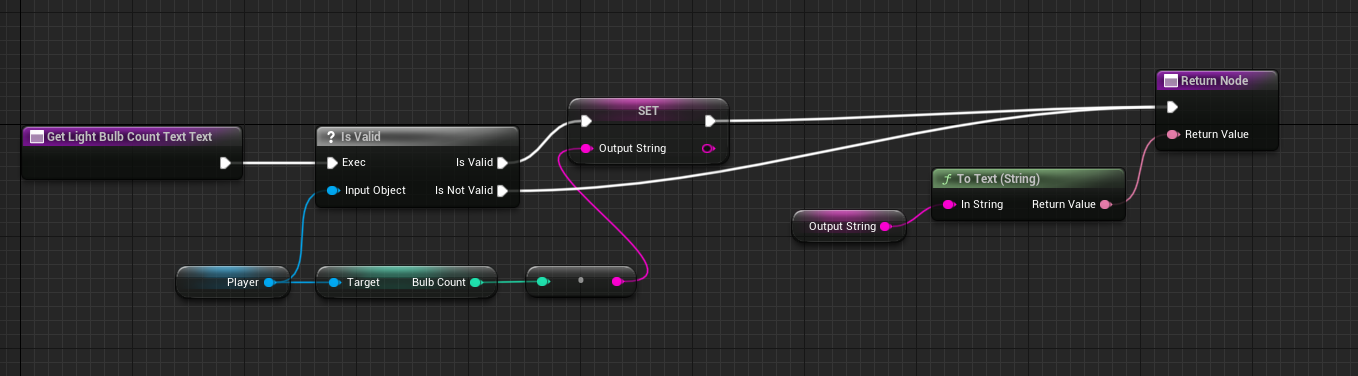 Get Light Bulb Count Text Text
? Is Valid
Exec
Is Valid
Input Object
Is Not Valid
SET
Output String
Return Node
Return Value
f To Text (String)
In String
Return Value
Output String
Player
Target
Bulb Count